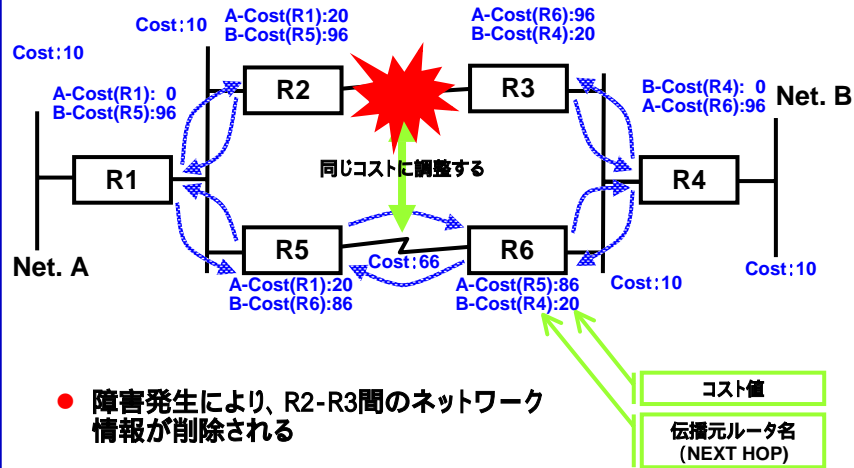 Cost:10
Cost:10
A-Cost(R1):20
B-Cost(R5):96
A-Cost(R6):96
B-Cost(R4):20
A-Cost(R1): 0
B-Cost(R5):96
B-Cost(R4): 0
A-Cost(R6):96
Net. B
R2
R3
同じコストに調整する
R1
R4
R5
R6
Net. A
Cost:66
A-Cost(R1):20
B-Cost(R6):86
A-Cost(R5):86
B-Cost(R4):20
Cost:10
Cost:10
● 障害発生により、R2-R3間のネットワーク
情報が削除される
コスト値
伝播元ルータ名
(NEXT HOP)